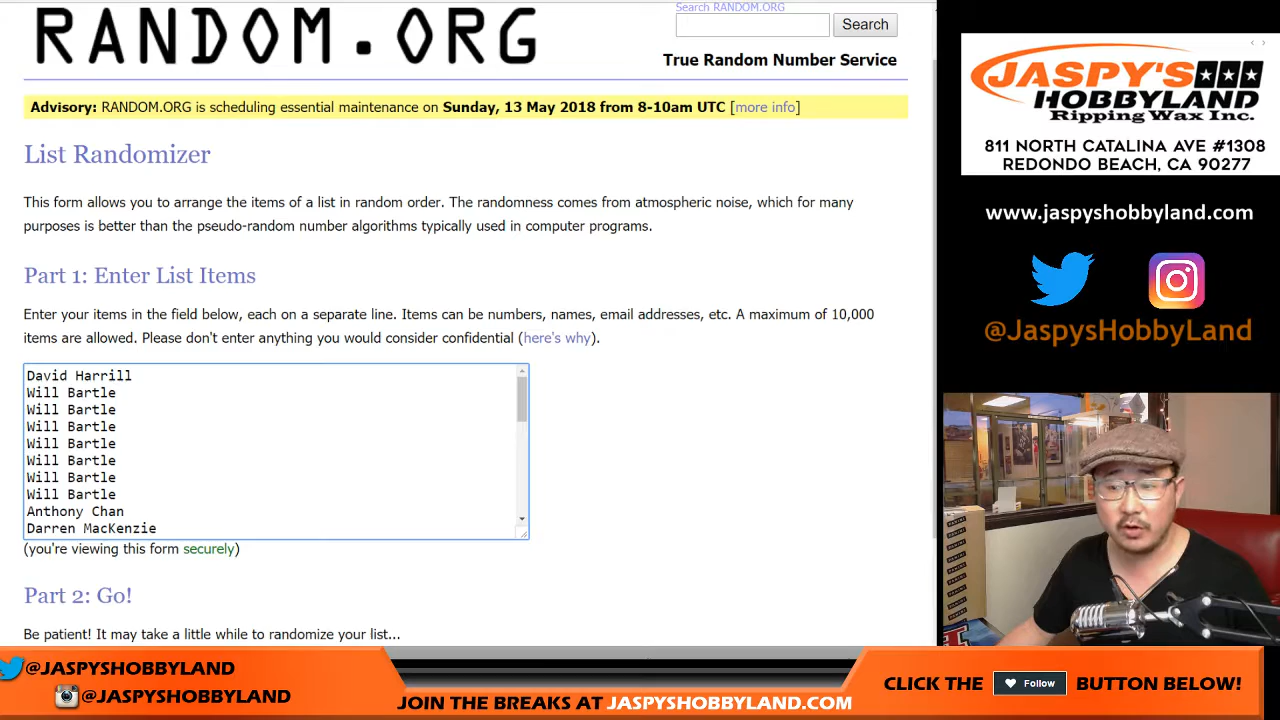 RANDOM.ORG
Search RANDOM.ORG
Search
True Random Number Service
Advisory: RANDOM.ORG is scheduling essential maintenance on Sunday, 13 May 2018 from 8-10am UTC [more info]
List Randomizer
This form allows you to arrange the items of a list in random order. The randomness comes from atmospheric noise, which for many
purposes is better than the pseudo-random number algorithms typically used in computer programs.
Part 1: Enter List Items
Enter your items in the field below, each on a separate line. Items can be numbers, names, email addresses, etc. A maximum of 10,000
items are allowed. Please don't enter anything you would consider confidential (here's why).
David Harrill
Will Bartle
Will Bartle
Will Bartle
Will Bartle
Will Bartle
Will Bartle
Will Bartle
Anthony Chan
Darren MacKenzie
(you're viewing this form securely)
Part 2: Go!
Be patient! It may take a little while to randomize your list...
JASPY'S
HOBBYLAND
Ripping Wax Inc.
811 NORTH CATALINA AVE #1308
REDONDO BEACH, CA 90277
www.jaspyshobbyland.com
@JaspysHobbyLand
@JASPYSHOBBYLAND
@JASPYSHOBBYLAND
JOIN THE BREAKS AT JASPYSHOBBYLAND.COM
CLICK THE Follow BUTTON BELOW!